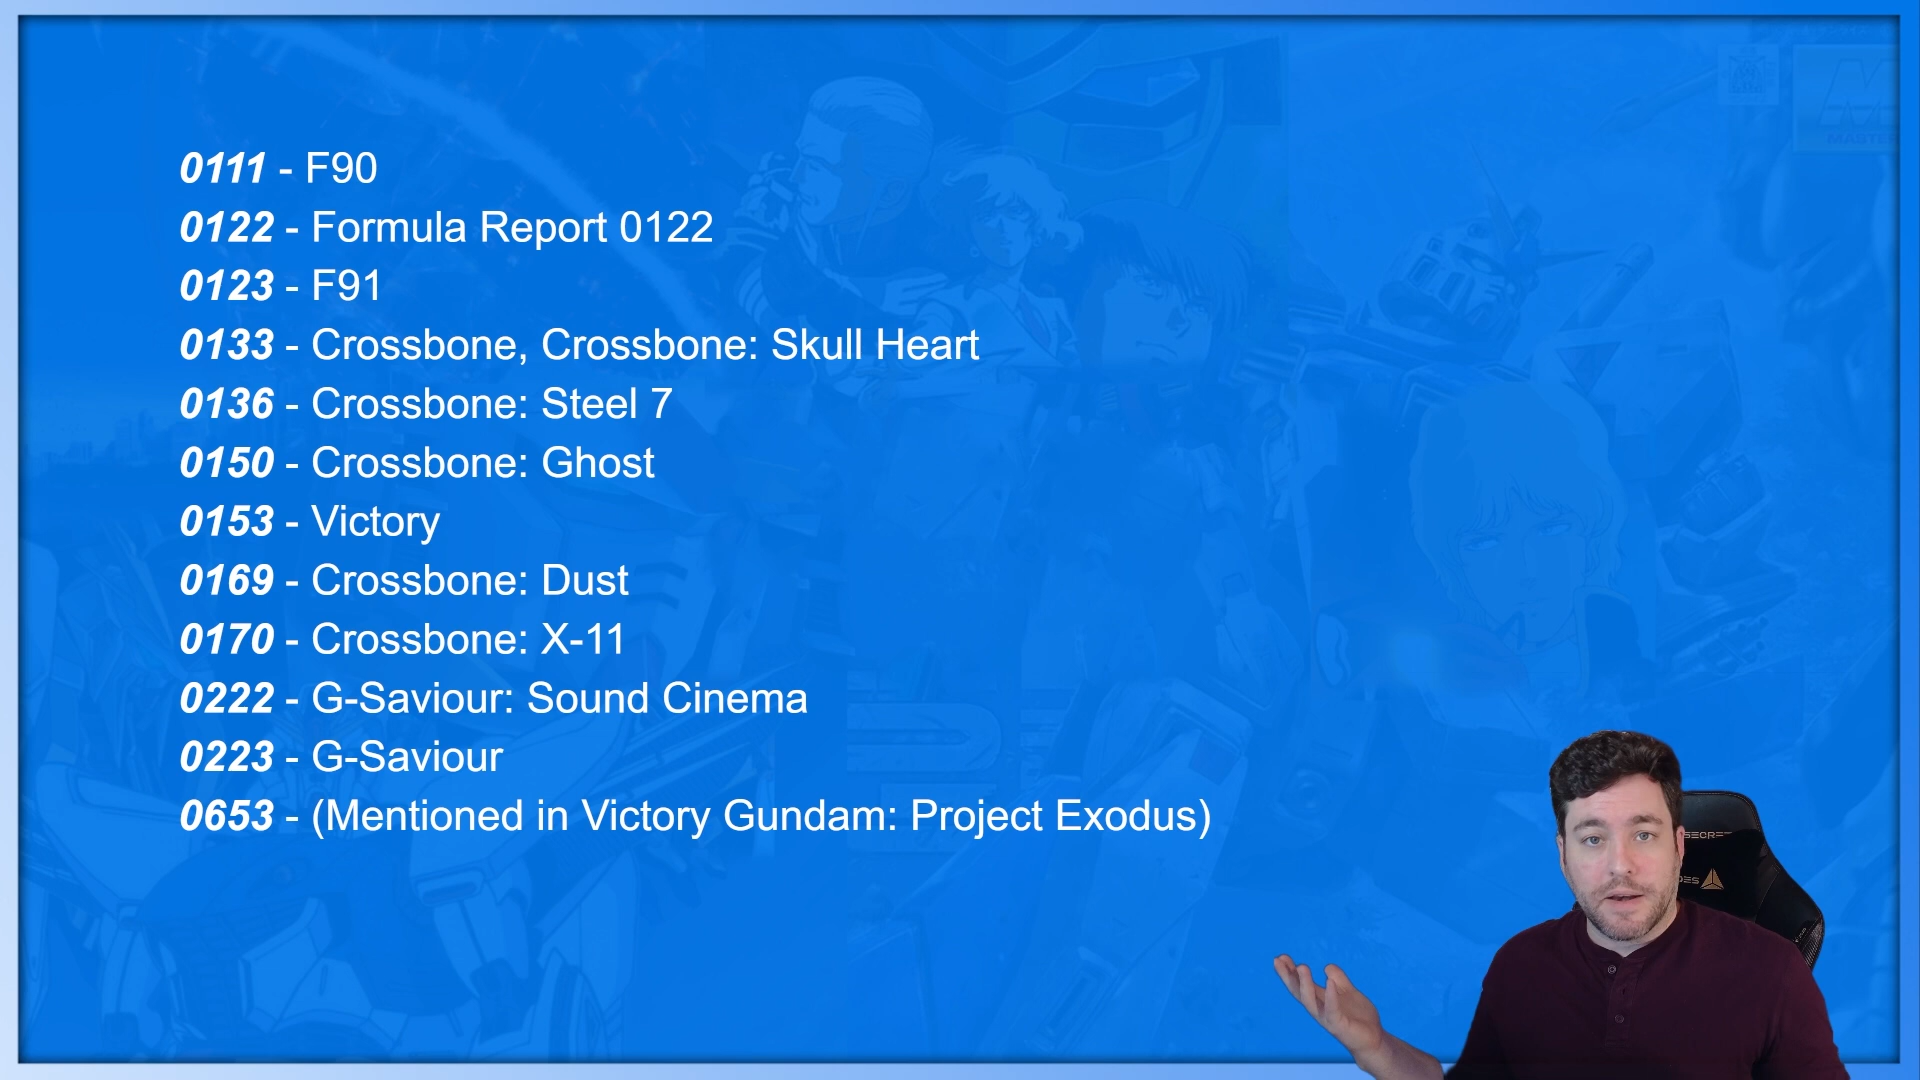 0111 - F90
0122 - Formula Report 0122
0123 - F91
0133 - Crossbone, Crossbone: Skull Heart
0136 - Crossbone: Steel 7
0150 - Crossbone: Ghost
0153 - Victory
0169 - Crossbone: Dust
0170 - Crossbone: X-11
0222 - G-Saviour: Sound Cinema
0223 - G-Saviour
0653 - (Mentioned in Victory Gundam: Project Exodus)